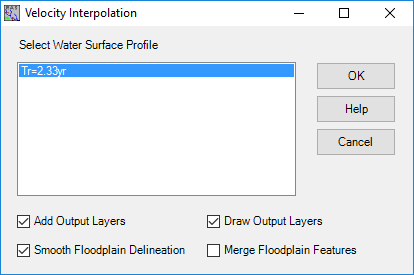 Velocity Interpolation
Select Water Surface Profile
Tr=2.33yr
OK
Help
Cancel
Add Output Layers
Draw Output Layers
Smooth Floodplain Delineation
Merge Floodplain Features